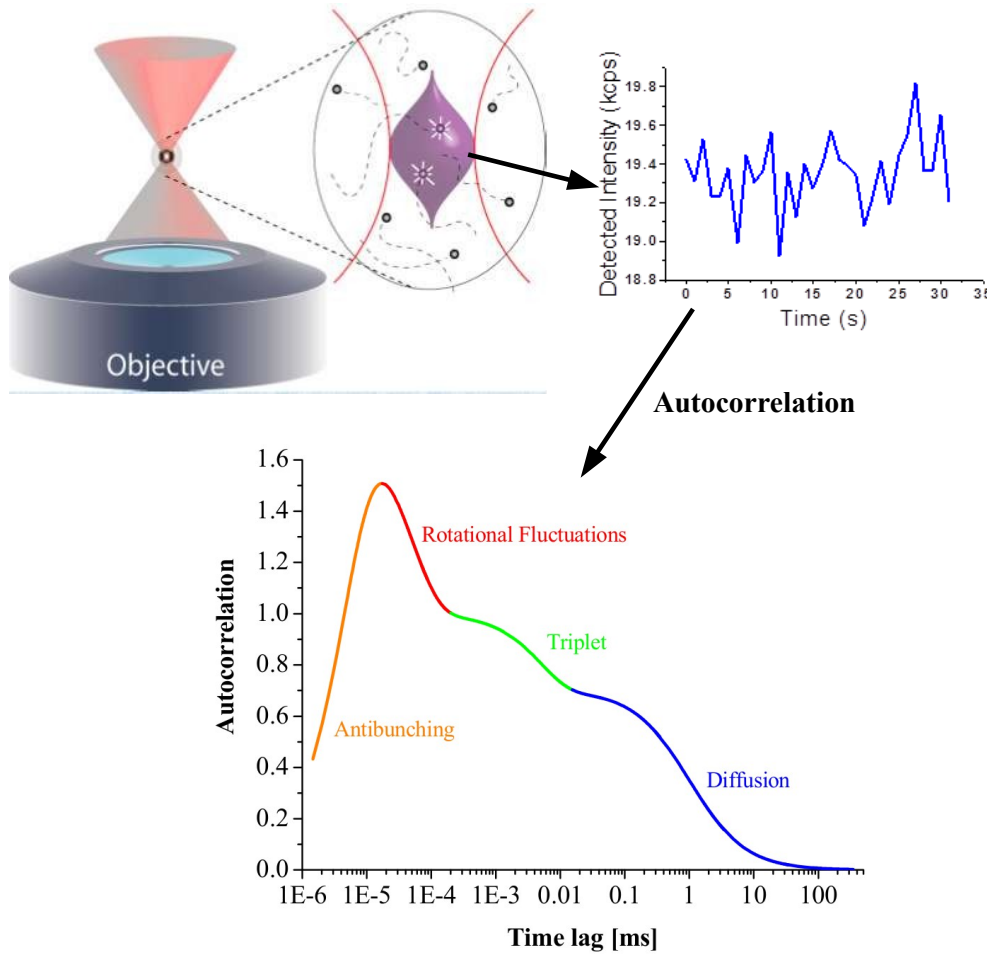 Objective
Detected Intensity (kcps)
19.8
19.6
19.4
19.2
19.0
18.8
0 5 10 15 20 25 30 35
Time (s)
Autocorrelation
Autocorrelation
1.6
1.4
1.2
1.0
0.8
0.6
0.4
0.2
0.0
Rotational Fluctuations
Triplet
Antibunching
Diffusion
1E-6 1E-5 1E-4 1E-3 0.01 0.1 1 10 100
Time lag [ms]